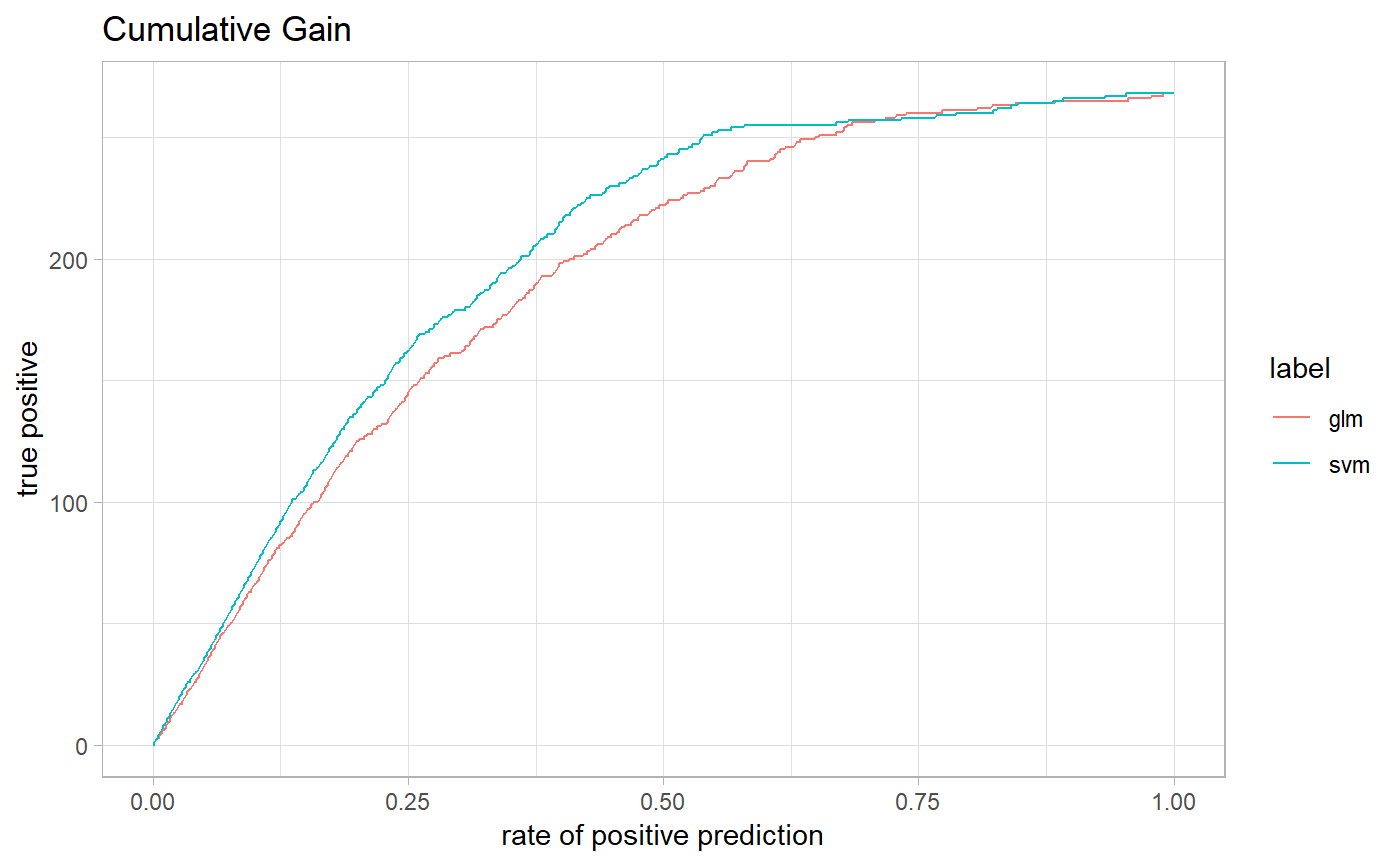 Cumulative Gain
true positive
200
100
0
0.00 0.25 0.50 0.75 1.00
rate of positive prediction
label
glm
svm